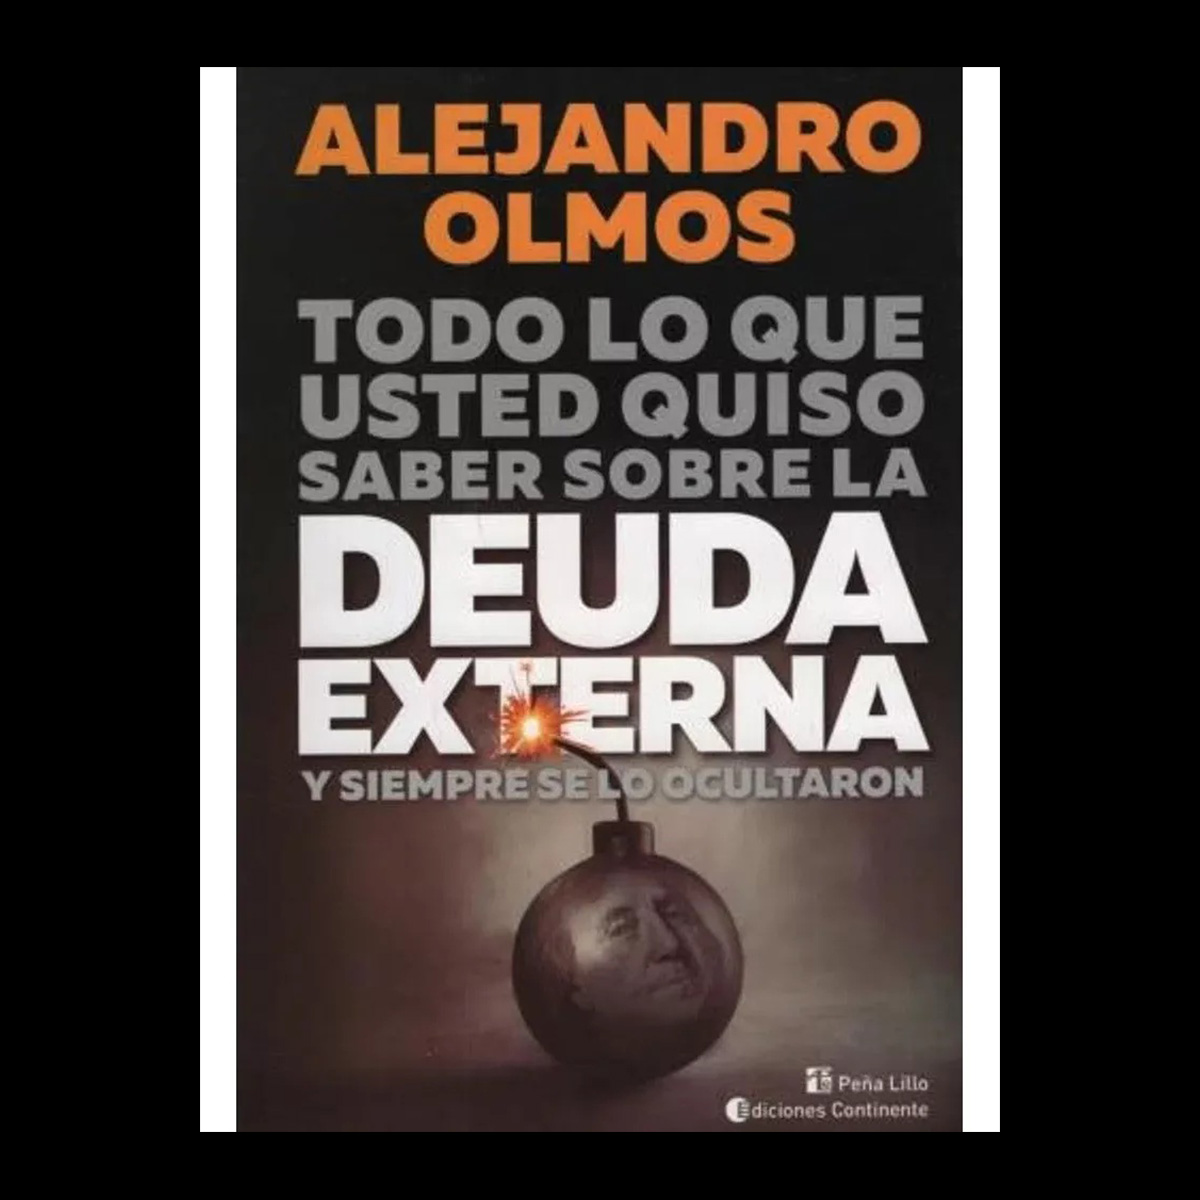 ALEJANDRO
OLMOS
TODO LO QUE
USTED QUISO
SABER SOBRE LA
DEUDA
EXTERNA
Y SIEMPRE SE LO OCULTARON
Peña Lillo
Ediciones Continente